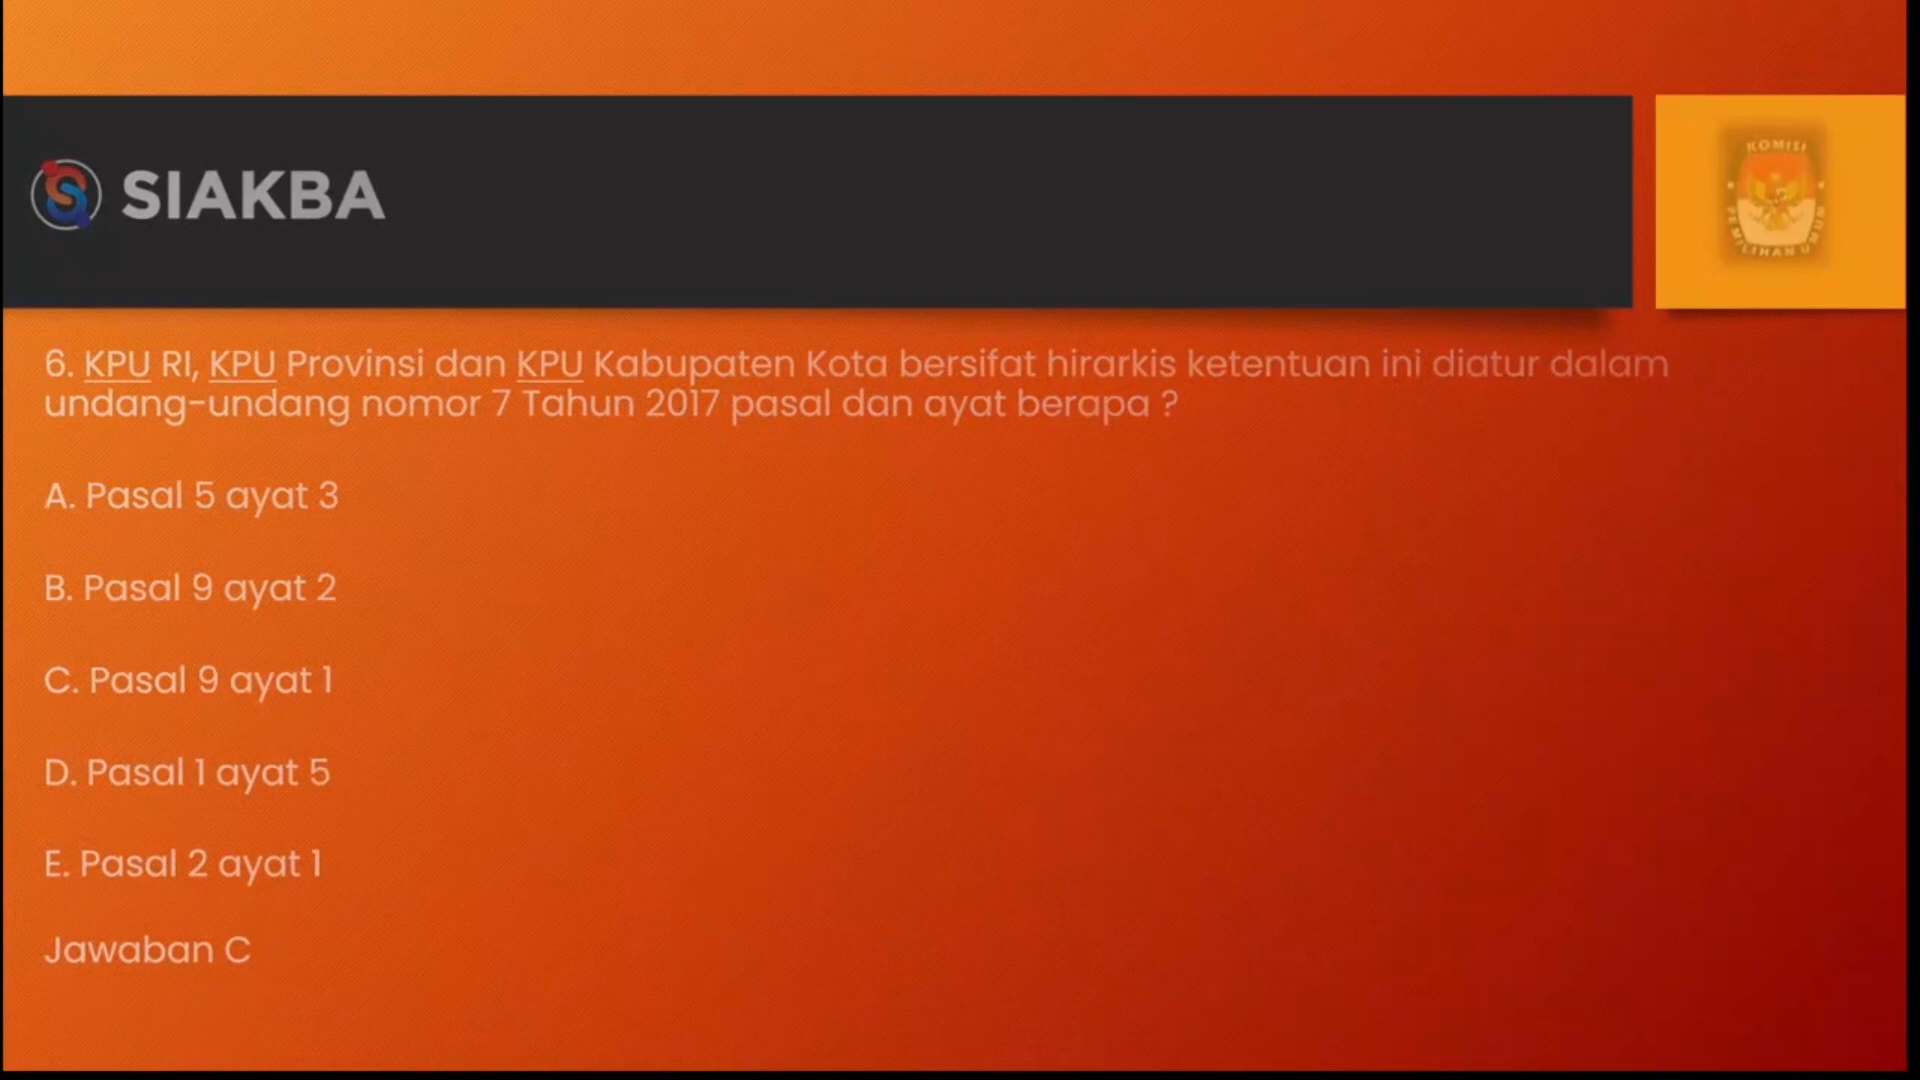 SIAKBA
KOMISI
PEMILIHAN UMUM
6. KPU RI, KPU Provinsi dan KPU Kabupaten Kota bersifat hirarkis ketentuan ini diatur dalam
undang-undang nomor 7 Tahun 2017 pasal dan ayat berapa ?
A. Pasal 5 ayat 3
B. Pasal 9 ayat 2
C. Pasal 9 ayat 1
D. Pasal 1 ayat 5
E. Pasal 2 ayat 1
Jawaban C